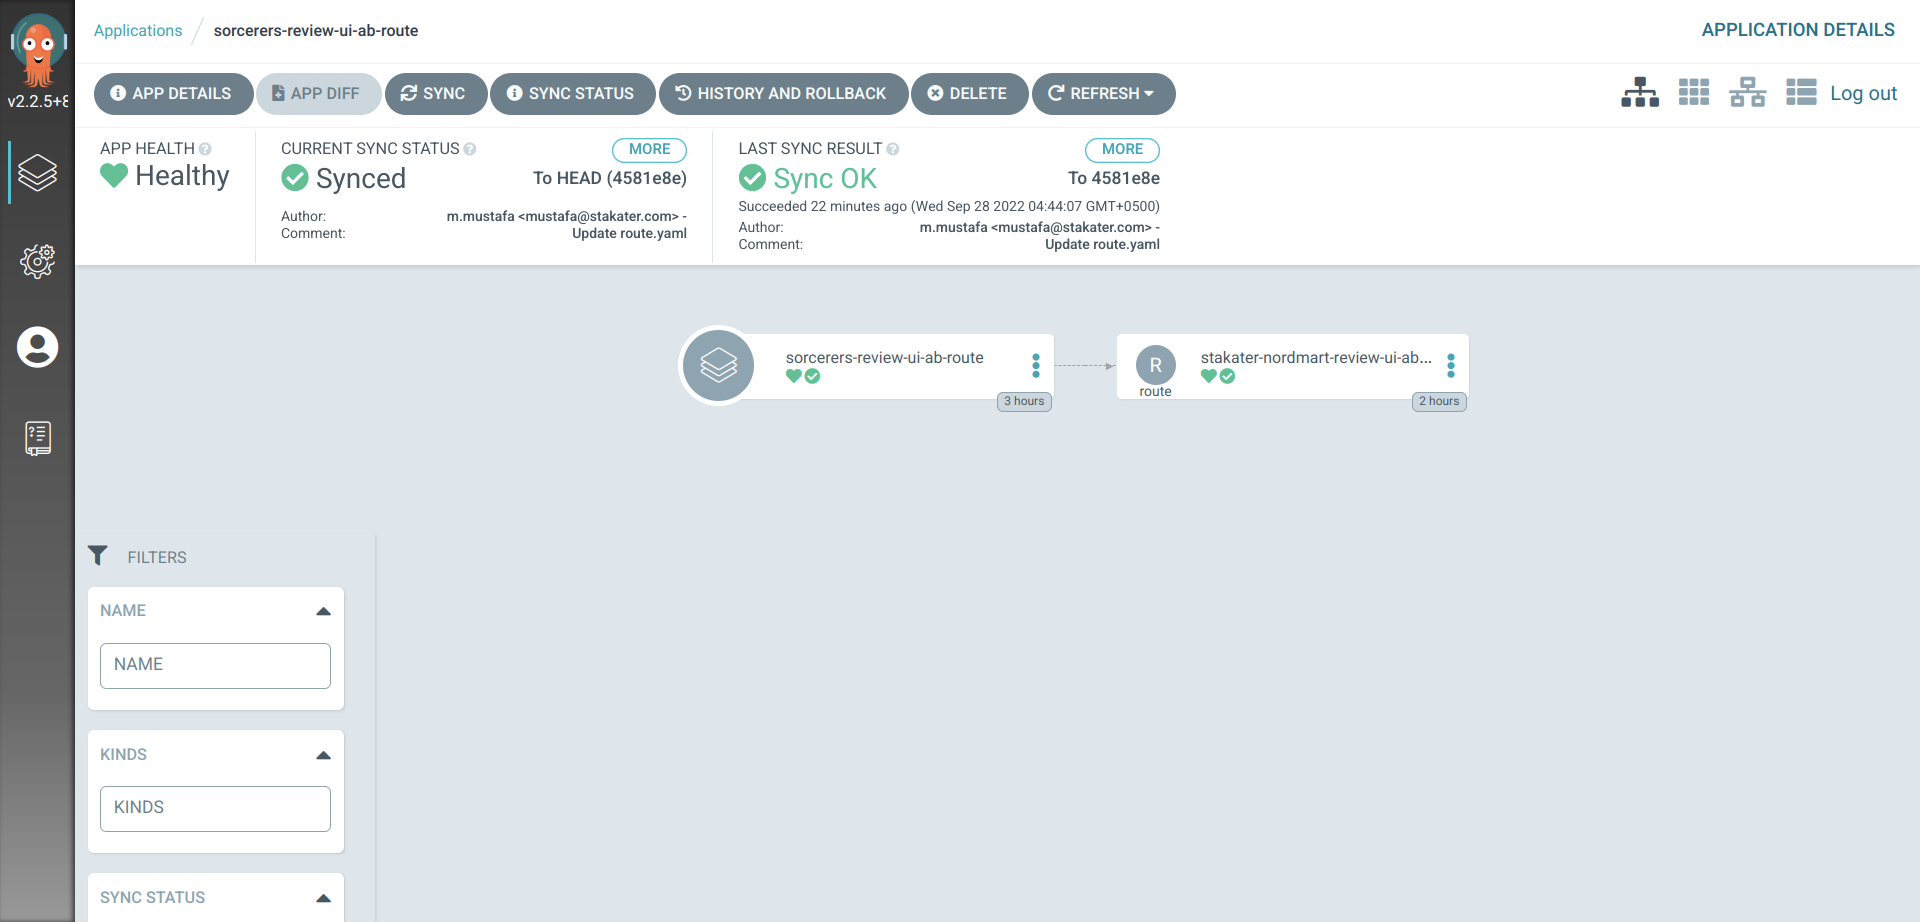 Applications / sorcerers-review-ui-ab-route
APPLICATION DETAILS
v2.2.5+8
APP DETAILS
APP DIFF
SYNC
SYNC STATUS
HISTORY AND ROLLBACK
DELETE
REFRESH
Log out
APP HEALTH
Healthy
CURRENT SYNC STATUS
MORE
Synced
To HEAD (4581e8e)
Author: m.mustafa <mustafa@stakater.com> -
Comment: Update route.yaml
LAST SYNC RESULT
MORE
Sync OK
To 4581e8e
Succeeded 22 minutes ago (Wed Sep 28 2022 04:44:07 GMT+0500)
Author: m.mustafa <mustafa@stakater.com> -
Comment: Update route.yaml
sorcerers-review-ui-ab-route
3 hours
R
route
stakater-nordmart-review-ui-ab...
2 hours
FILTERS
NAME
NAME
KINDS
KINDS
SYNC STATUS